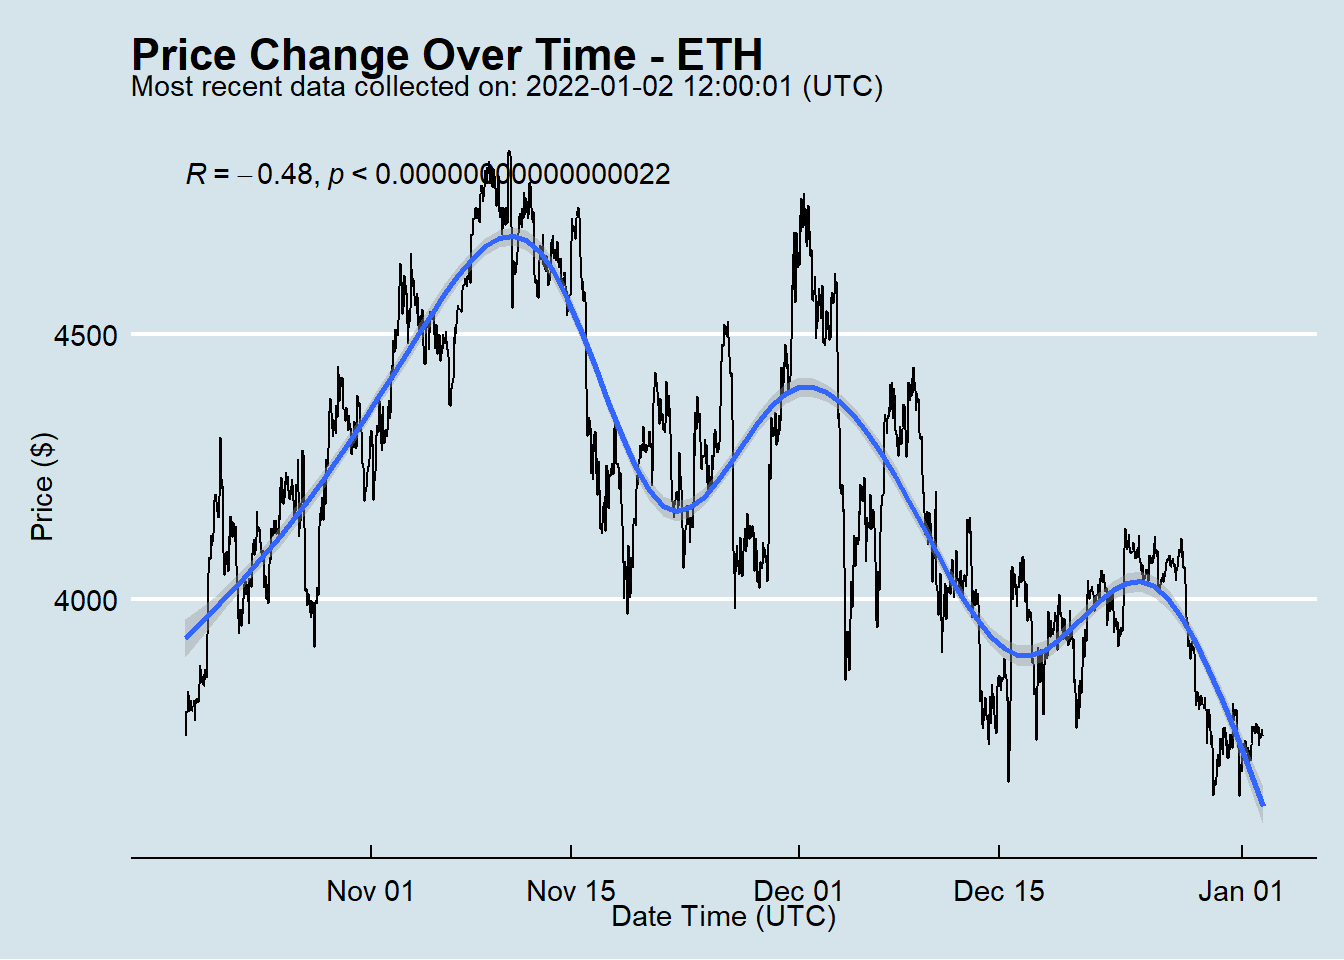 Price Change Over Time - ETH
Most recent data collected on: 2022-01-02 12:00:01 (UTC)
R = −0.48, p < 0.00000000000000022
4500
4000
Price ($)
Nov 01 Nov 15 Dec 01 Dec 15 Jan 01
Date Time (UTC)